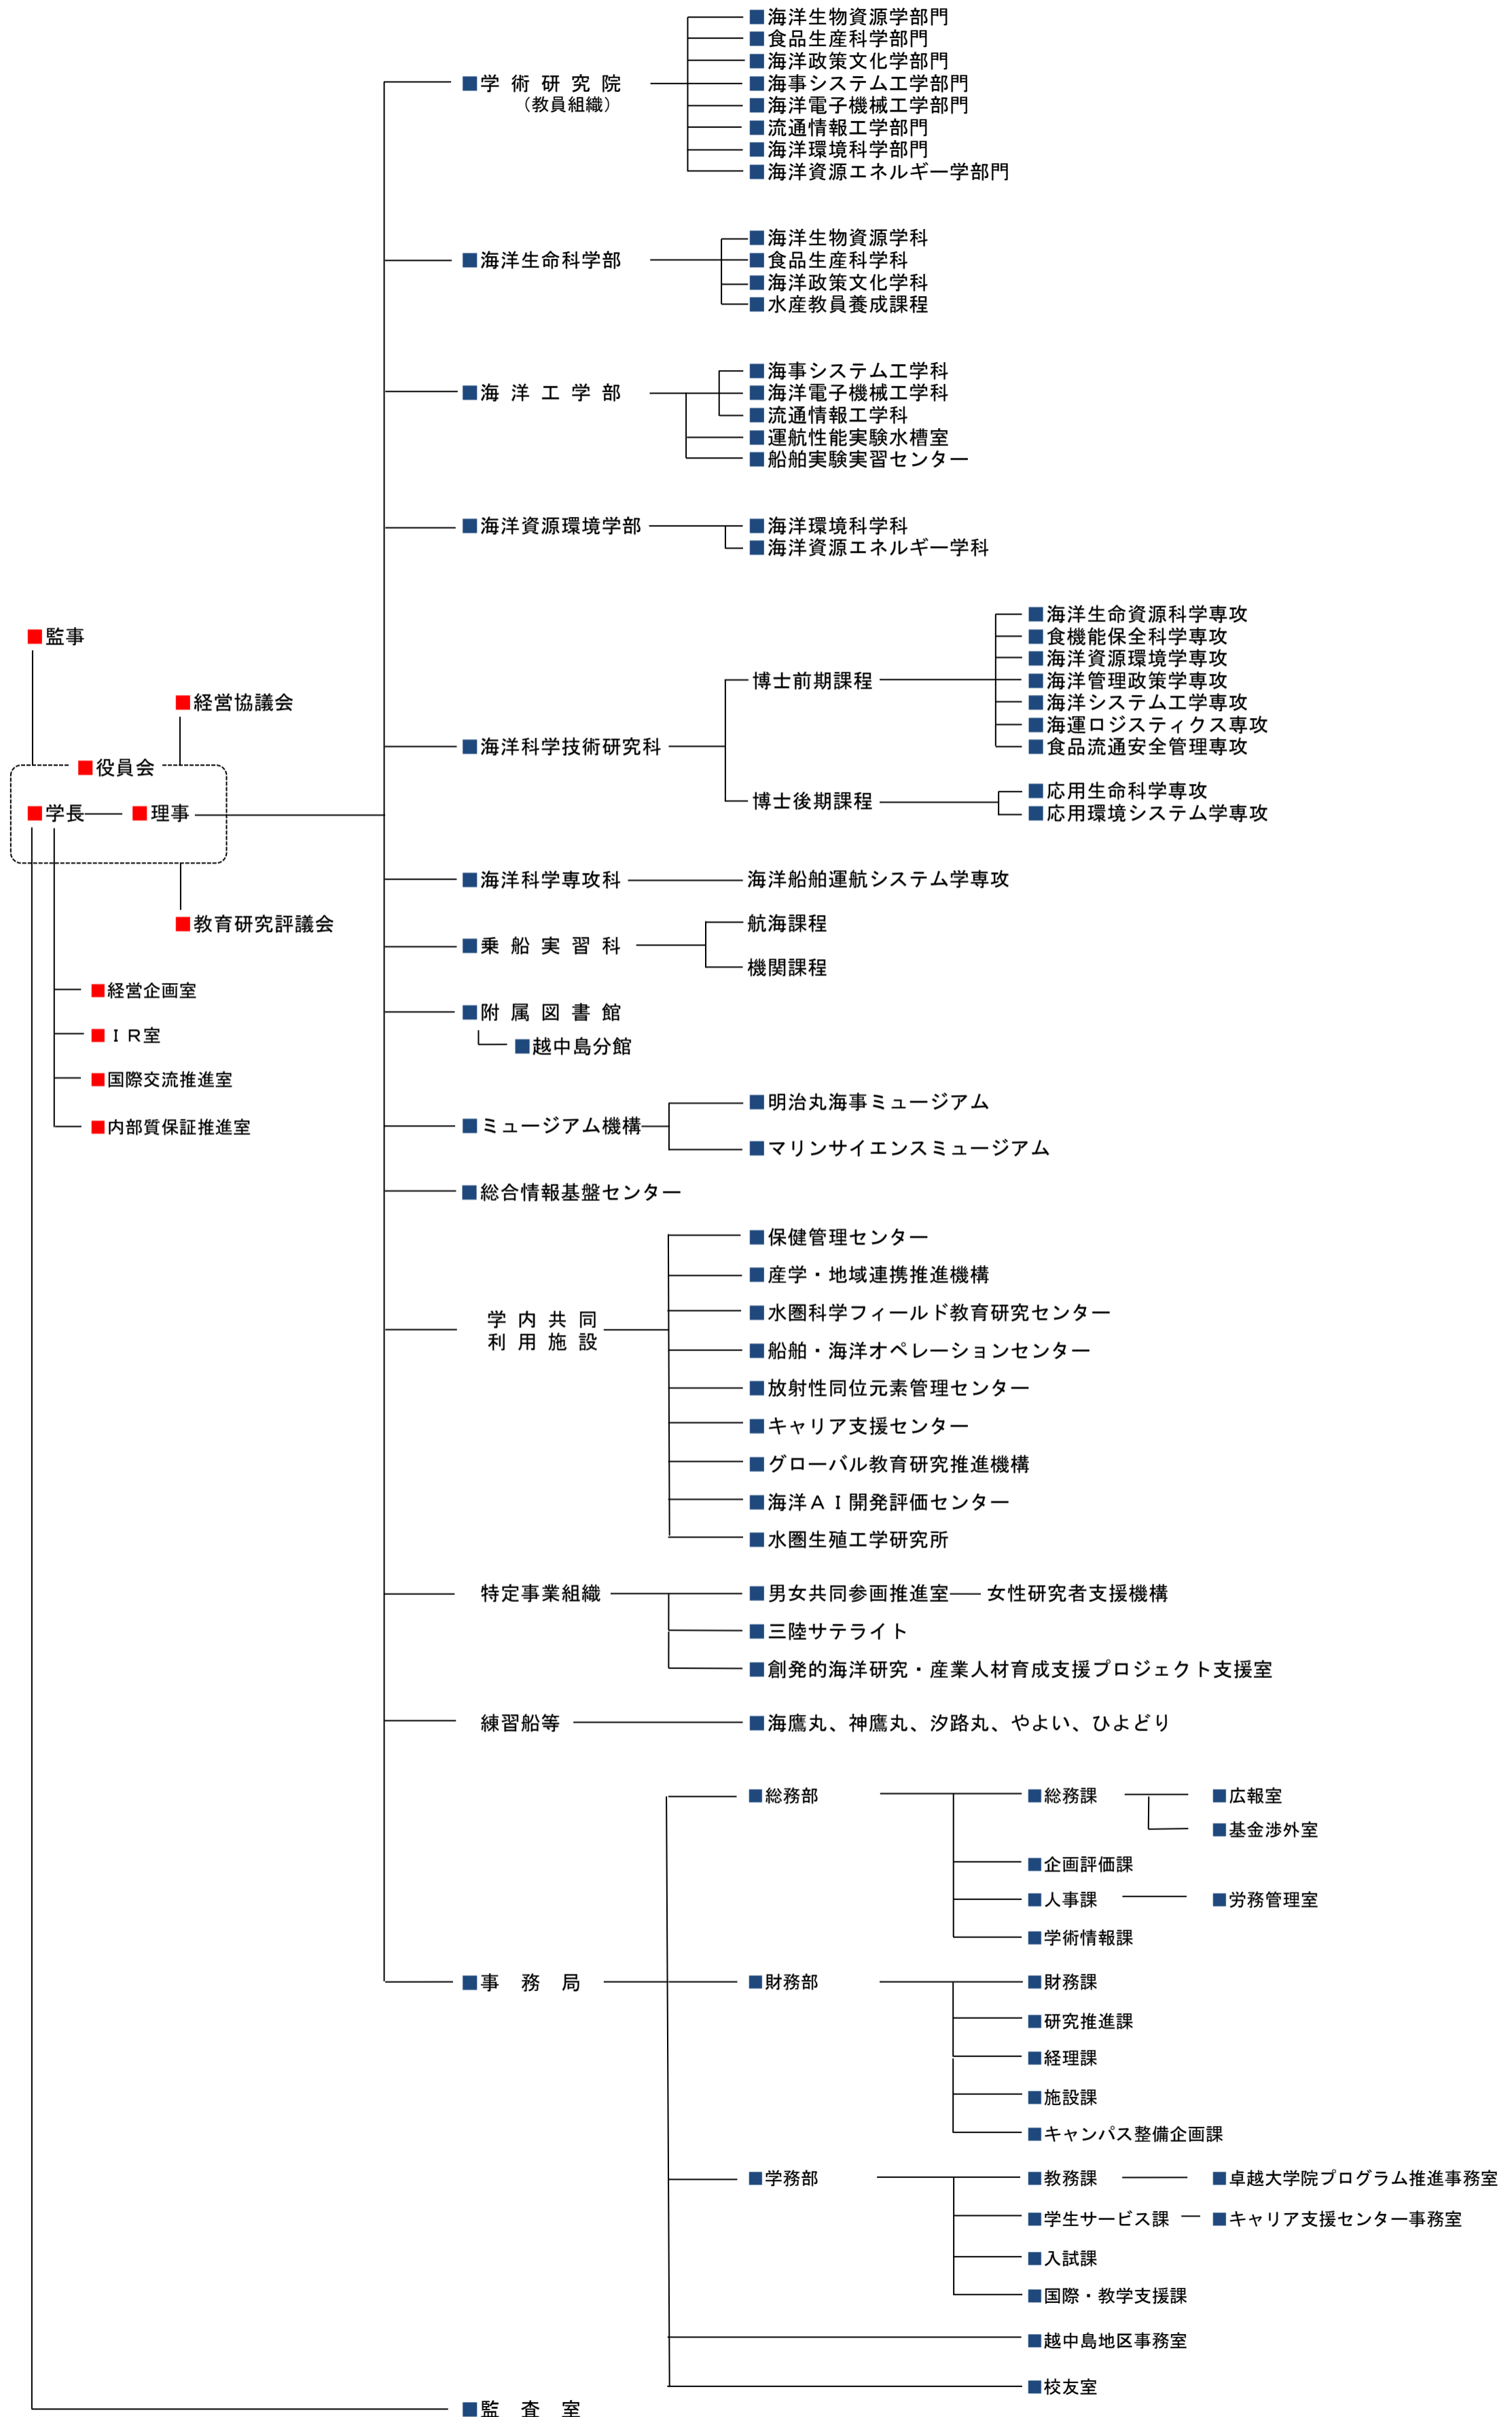 ■海洋生物資源学部門
■食品生産科学部門
■海洋政策文化学部門
■学術研究院
■海事システム工学部門
（教員組織）
■海洋電子機械工学部門
■流通情報工学部門
■海洋環境科学部門
■海洋資源エネルギー学部門
■海洋生物資源学科
■海洋生命科学部
■食品生産科学科
■海洋政策文化学科
■水産教員養成課程
■海事システム工学科
■海洋工学部
■海洋電子機械工学科
■流通情報工学科
■運航性能実験水槽室
■船舶実験実習センター
■海洋資源環境学部
■海洋環境科学科
■海洋資源エネルギー学科
■監事
■経営協議会
■役員会
■学長
■理事
■教育研究評議会
■経営企画室
■ＩＲ室
■国際交流推進室
■内部質保証推進室
■海洋科学技術研究科
博士前期課程
■海洋生命資源科学専攻
■食機能保全科学専攻
■海洋資源環境学専攻
■海洋管理政策学専攻
■海洋システム工学専攻
■海運ロジスティクス専攻
■食品流通安全管理専攻
博士後期課程
■応用生命科学専攻
■応用環境システム学専攻
■海洋科学専攻科
海洋船舶運航システム学専攻
■乗船実習科
航海課程
機関課程
■附属図書館
■越中島分館
■ミュージアム機構
■明治丸海事ミュージアム
■マリンサイエンスミュージアム
■総合情報基盤センター
学内共同
利用施設
■保健管理センター
■産学・地域連携推進機構
■水圏科学フィールド教育研究センター
■船舶・海洋オペレーションセンター
■放射性同位元素管理センター
■キャリア支援センター
■グローバル教育研究推進機構
■海洋ＡＩ開発評価センター
■水圏生殖工学研究所
特定事業組織
■男女共同参画推進室
女性研究者支援機構
■三陸サテライト
■創発的海洋研究・産業人材育成支援プロジェクト支援室
練習船等
■海鷹丸、神鷹丸、汐路丸、やよい、ひよどり
■事務局
■総務部
■総務課
■広報室
■基金渉外室
■企画評価課
■人事課
■労務管理室
■学術情報課
■財務部
■財務課
■研究推進課
■経理課
■施設課
■キャンパス整備企画課
■学務部
■教務課
■卓越大学院プログラム推進事務室
■学生サービス課
■キャリア支援センター事務室
■入試課
■国際・教学支援課
■越中島地区事務室
■校友室
■監査室